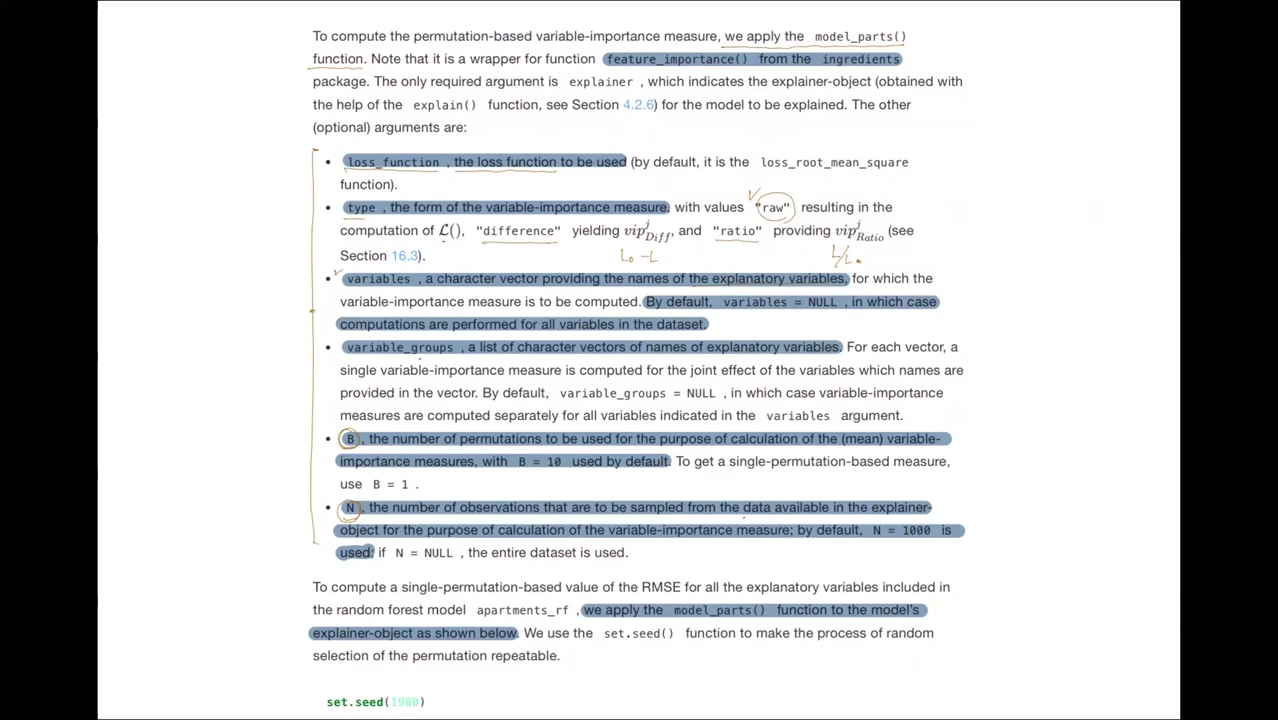 To compute the permutation-based variable-importance measure, we apply the model_parts()
function. Note that it is a wrapper for function feature_importance() from the ingredients
package. The only required argument is explainer , which indicates the explainer-object (obtained with
the help of the explain() function, see Section 4.2.6) for the model to be explained. The other
(optional) arguments are:
• loss_function , the loss function to be used (by default, it is the loss_root_mean_square
function).
• type , the form of the variable-importance measure, with values "raw" resulting in the
computation of ℒ(), "difference" yielding vip^j_Diff, and "ratio" providing vip^j_Ratio (see
Section 16.3).
L₀ - L
L/L₀
• variables , a character vector providing the names of the explanatory variables, for which the
variable-importance measure is to be computed. By default, variables = NULL , in which case
computations are performed for all variables in the dataset.
• variable_groups , a list of character vectors of names of explanatory variables. For each vector, a
single variable-importance measure is computed for the joint effect of the variables which names are
provided in the vector. By default, variable_groups = NULL , in which case variable-importance
measures are computed separately for all variables indicated in the variables argument.
• B , the number of permutations to be used for the purpose of calculation of the (mean) variable-
importance measures, with B = 10 used by default. To get a single-permutation-based measure,
use B = 1 .
• N , the number of observations that are to be sampled from the data available in the explainer-
object for the purpose of calculation of the variable-importance measure; by default, N = 1000 is
used; if N = NULL , the entire dataset is used.
To compute a single-permutation-based value of the RMSE for all the explanatory variables included in
the random forest model apartments_rf , we apply the model_parts() function to the model's
explainer-object as shown below. We use the set.seed() function to make the process of random
selection of the permutation repeatable.
set.seed(1980)